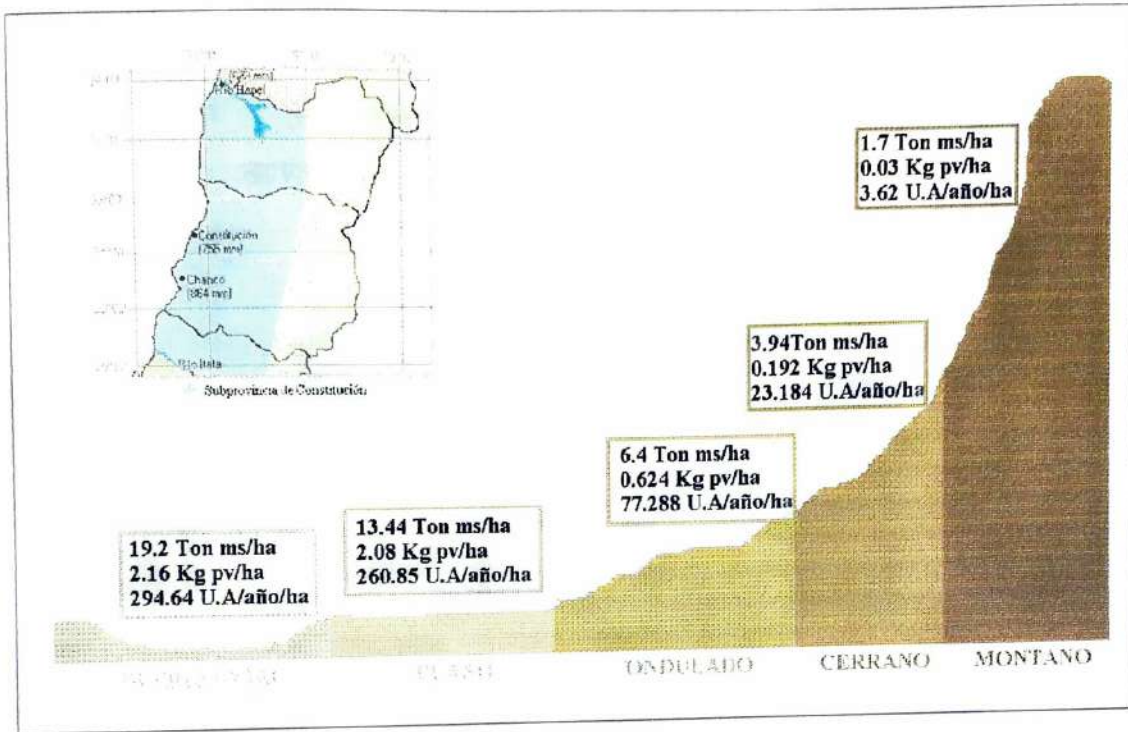 Constitución
Chanco
[864 mm]
Subprovincia de Constitución
1.7 Ton ms/ha
0.03 Kg pv/ha
3.62 U.A/año/ha
3.94Ton ms/ha
0.192 Kg pv/ha
23.184 U.A/año/ha
6.4 Ton ms/ha
0.624 Kg pv/ha
77.288 U.A/año/ha
13.44 Ton ms/ha
2.08 Kg pv/ha
260.85 U.A/año/ha
19.2 Ton ms/ha
2.16 Kg pv/ha
294.64 U.A/año/ha
ONDULADO
CERRANO
MONTANO